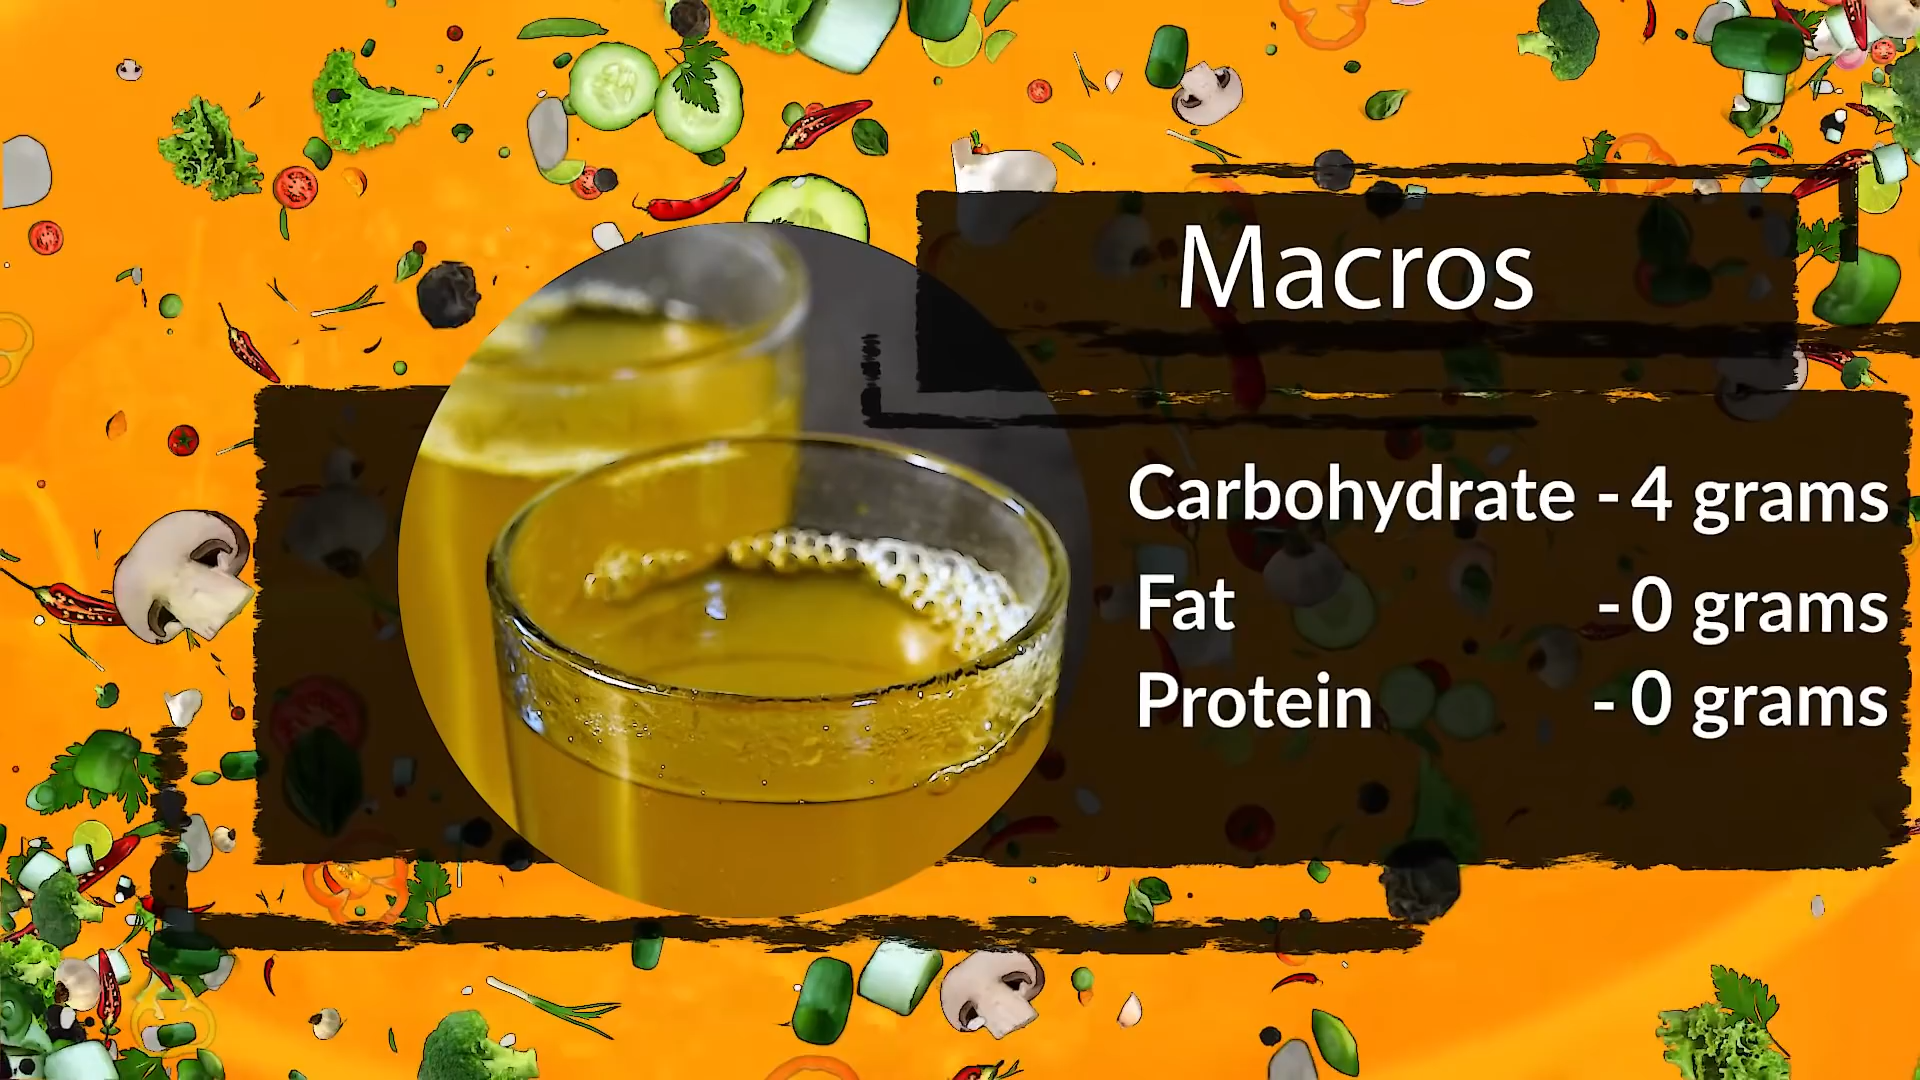 Macros
Carbohydrate - 4 grams
Fat - 0 grams
Protein - 0 grams